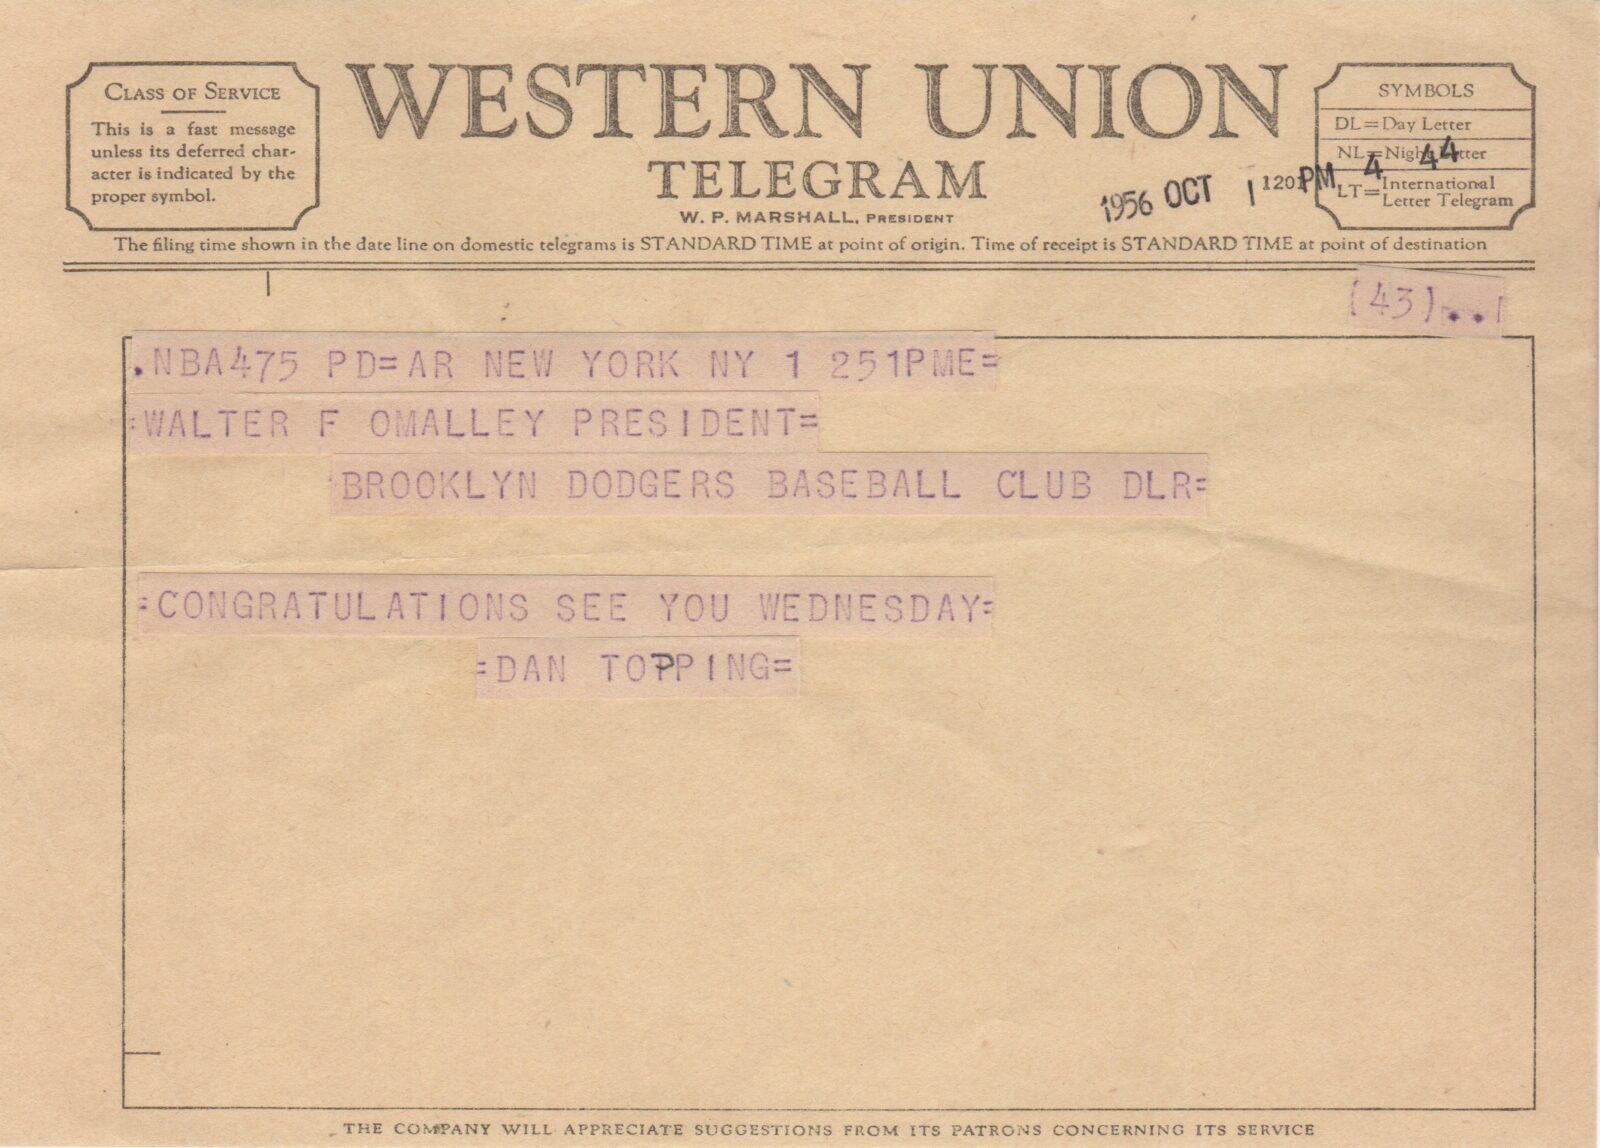 CLASS OF SERVICE
This is a fast message
unless its deferred char-
acter is indicated by the
proper symbol.
WESTERN UNION
TELEGRAM
W. P. MARSHALL, PRESIDENT
1956 OCT 1 PM 4 44
1201
SYMBOLS
DL=Day Letter
NL=Night Letter
LT=International
Letter Telegram
The filing time shown in the date line on domestic telegrams is STANDARD TIME at point of origin. Time of receipt is STANDARD TIME at point of destination
(43)..
.NBA475 PD=AR NEW YORK NY 1 251PME=
=WALTER F OMALLEY PRESIDENT=
BROOKLYN DODGERS BASEBALL CLUB DLR=
=CONGRATULATIONS SEE YOU WEDNESDAY=
=DAN TOPPING=
THE COMPANY WILL APPRECIATE SUGGESTIONS FROM ITS PATRONS CONCERNING ITS SERVICE